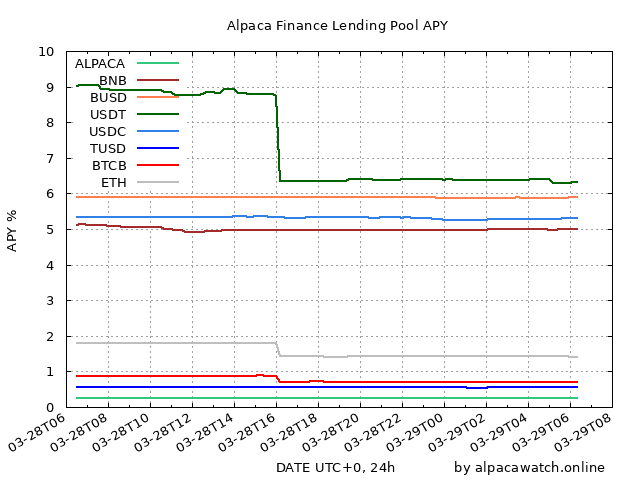 Alpaca Finance Lending Pool APY
APY %
10
9
8
7
6
5
4
3
2
1
0
ALPACA
BNB
BUSD
USDT
USDC
TUSD
BTCB
ETH
03-28T06
03-28T08
03-28T10
03-28T12
03-28T14
03-28T16
03-28T18
03-28T20
03-28T22
03-29T00
03-29T02
03-29T04
03-29T06
03-29T08
DATE UTC+0, 24h
by alpacawatch.online